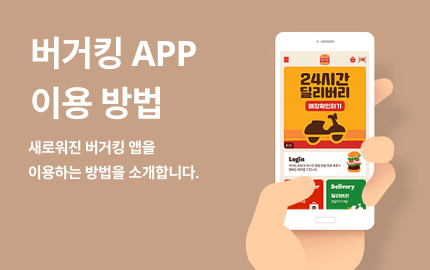 버거킹 APP
이용 방법
새로워진 버거킹 앱을
이용하는 방법을 소개합니다.
24시간
딜리버리
매장확인하기
Login
Delivery
딜리버리